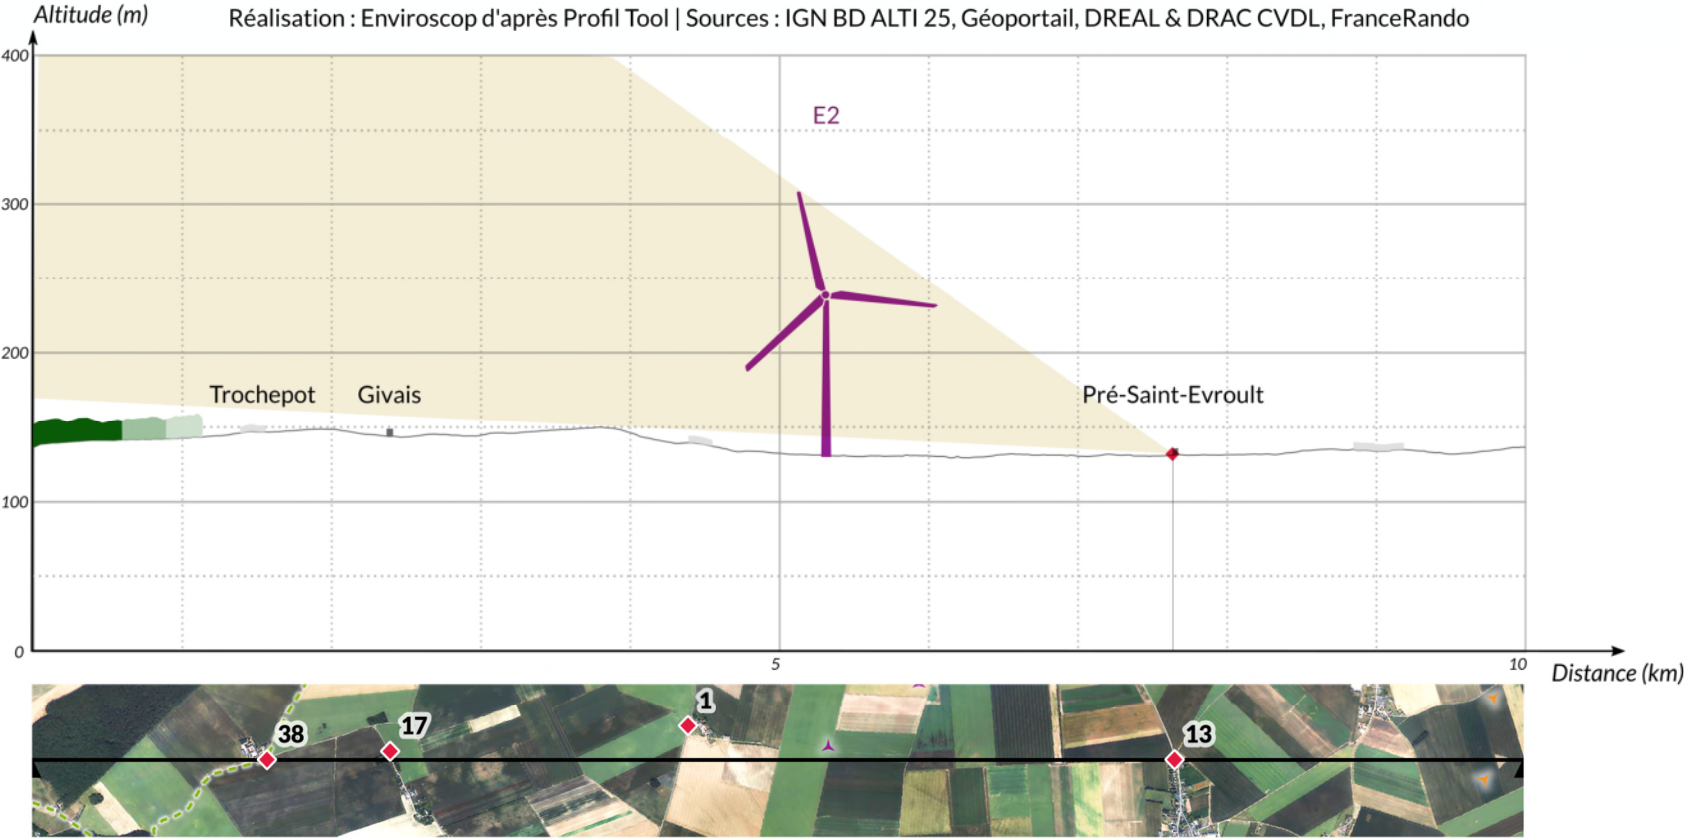 Altitude (m)
Réalisation : Enviroscop d'après Profil Tool | Sources : IGN BD ALTI 25, Géoportail, DREAL & DRAC CVDL, FranceRando
400
E2
300
200
Trochepot
Givais
Pré-Saint-Evroult
100
0
5
10
Distance (km)
1
17
38
13